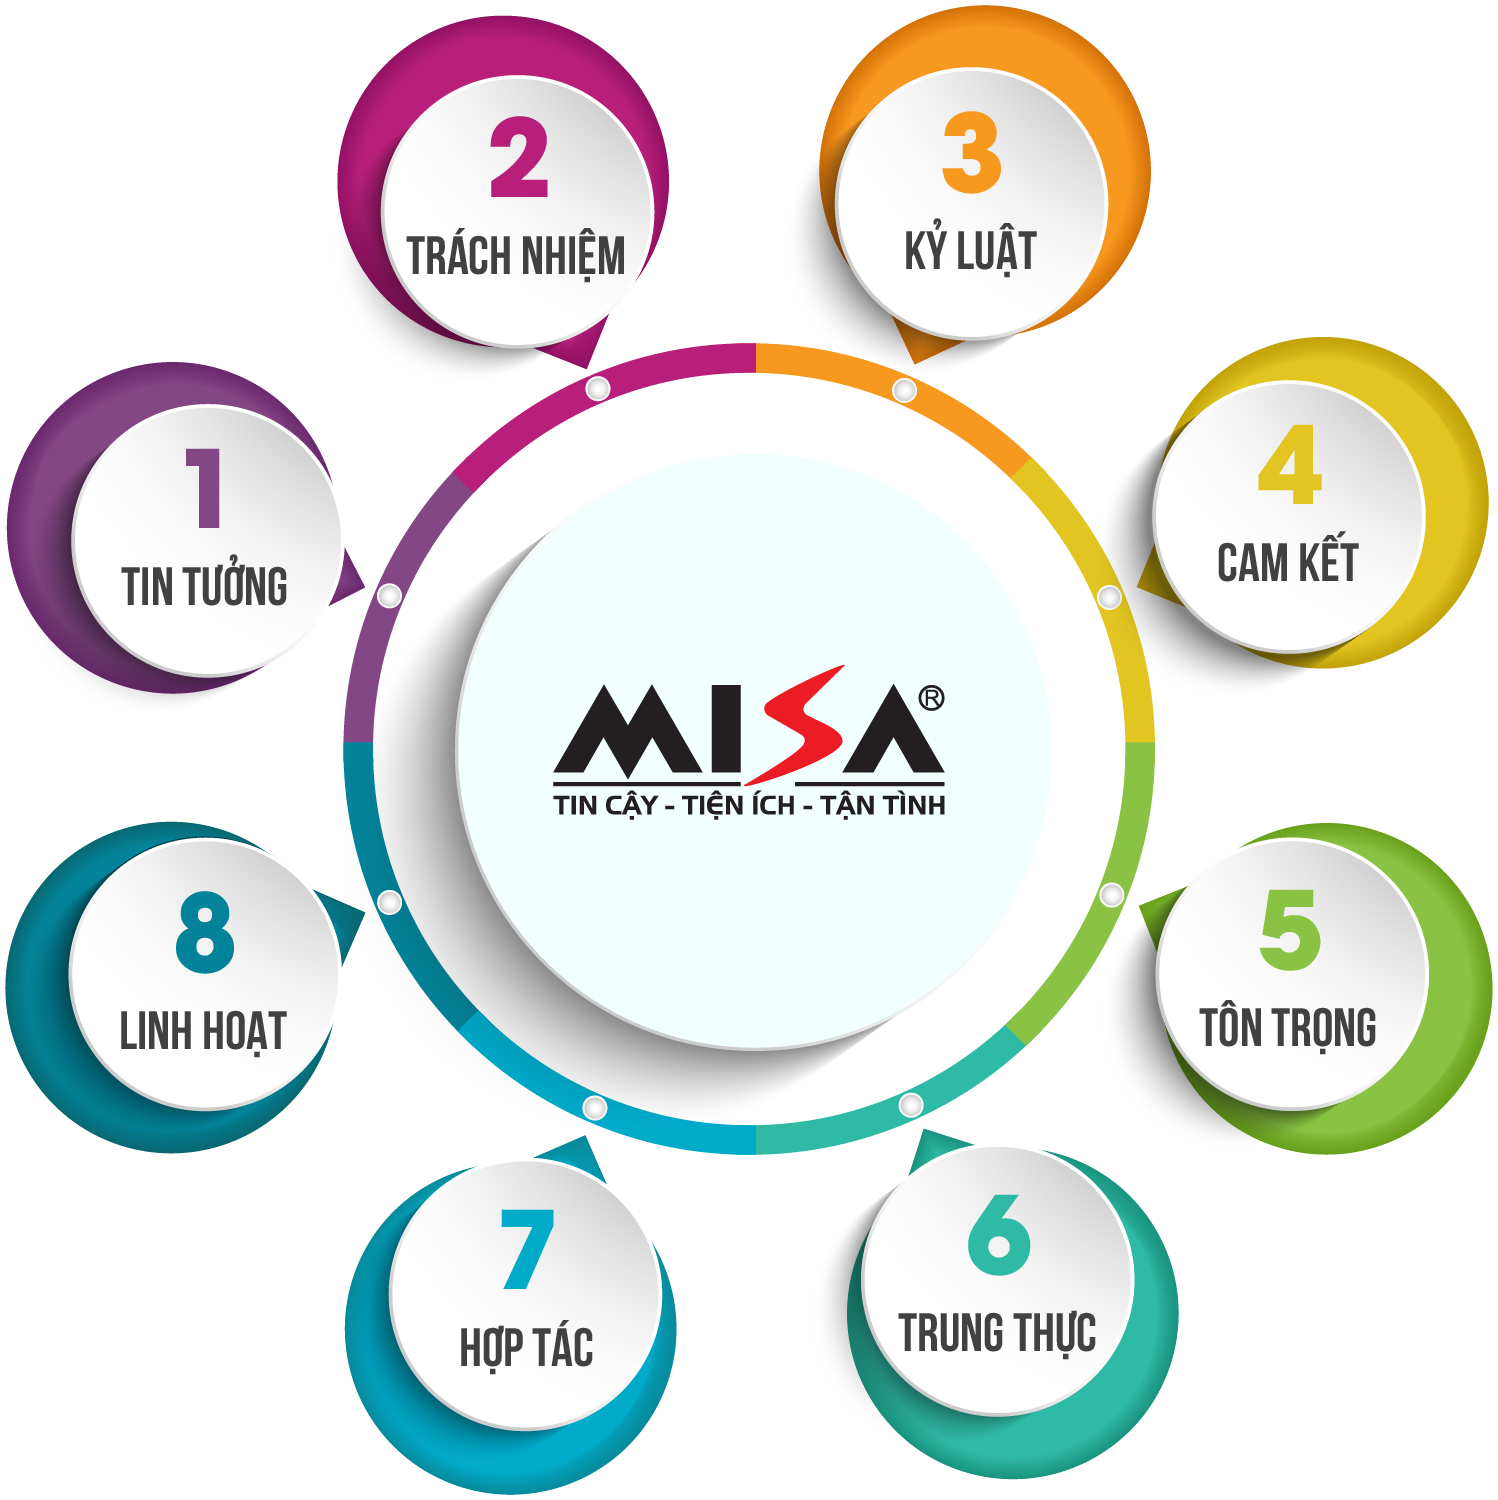 1
TIN TƯỞNG
2
TRÁCH NHIỆM
3
KỶ LUẬT
4
CAM KẾT
5
TÔN TRỌNG
6
TRUNG THỰC
7
HỢP TÁC
8
LINH HOẠT
MISA®
TIN CẬY - TIỆN ÍCH - TẬN TÌNH